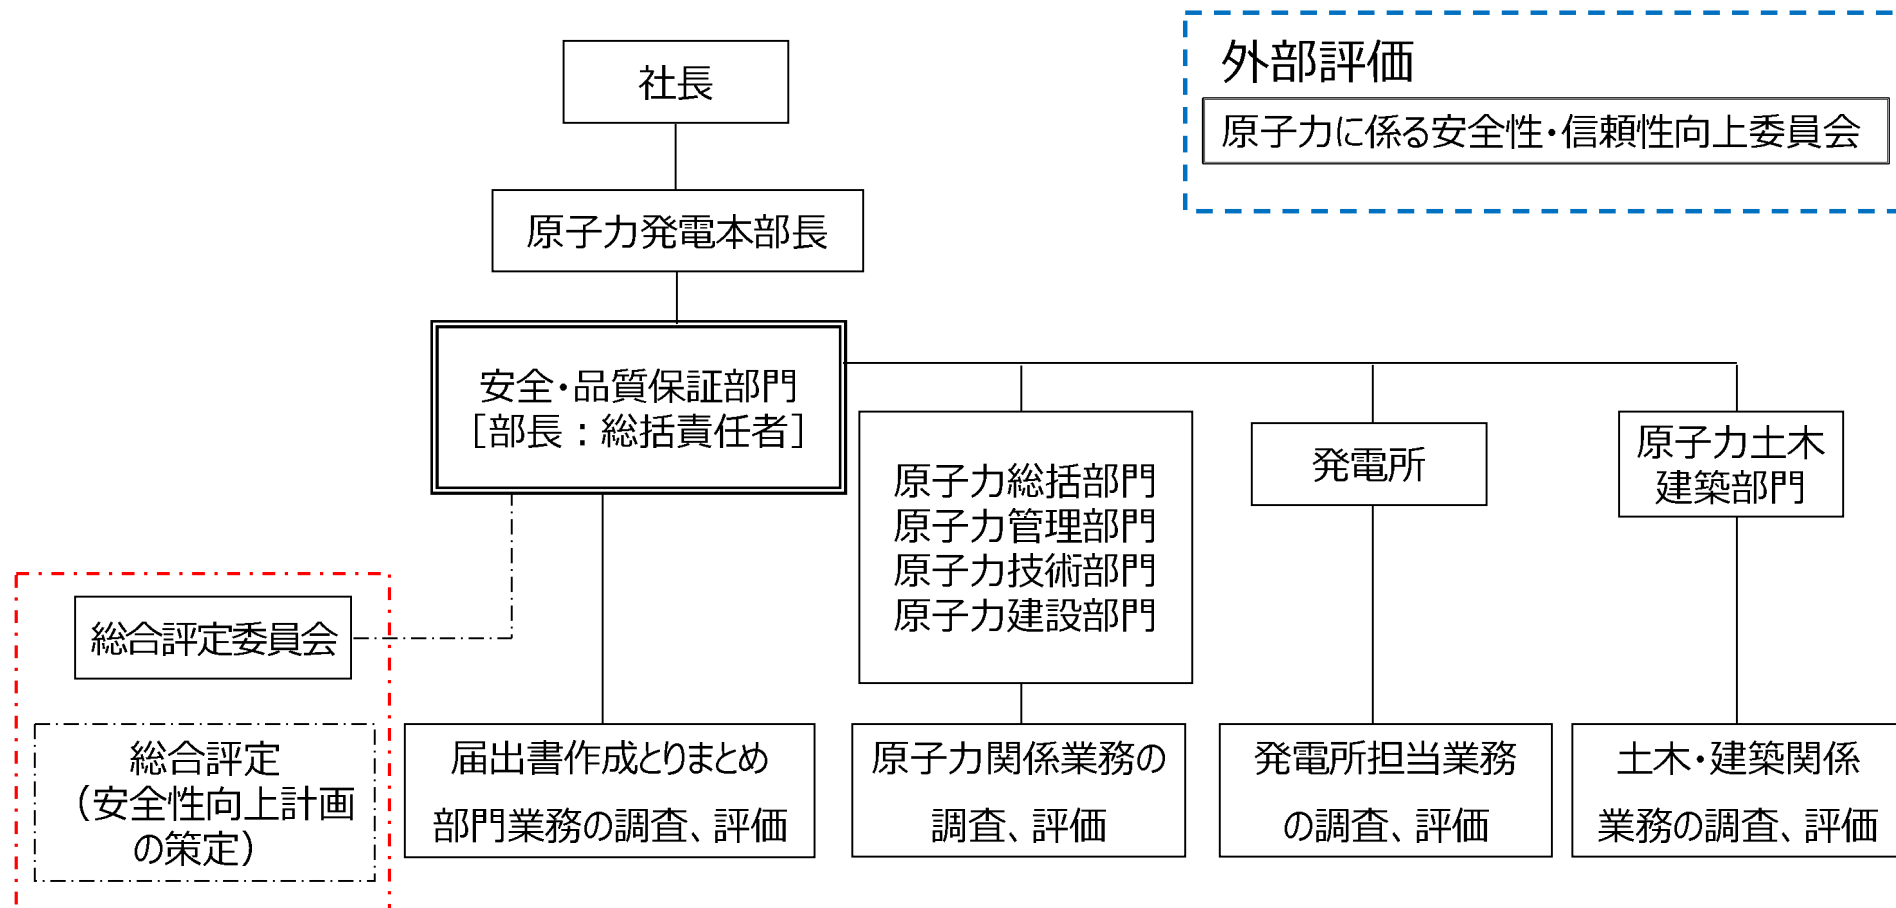 社長
外部評価
原子力に係る安全性・信頼性向上委員会
原子力発電本部長
安全・品質保証部門
［部長：総括責任者］
原子力総括部門
原子力管理部門
原子力技術部門
原子力建設部門
発電所
原子力土木
建築部門
総合評定委員会
総合評定
（安全性向上計画
の策定）
届出書作成とりまとめ
部門業務の調査、評価
原子力関係業務の
調査、評価
発電所担当業務
の調査、評価
土木・建築関係
業務の調査、評価